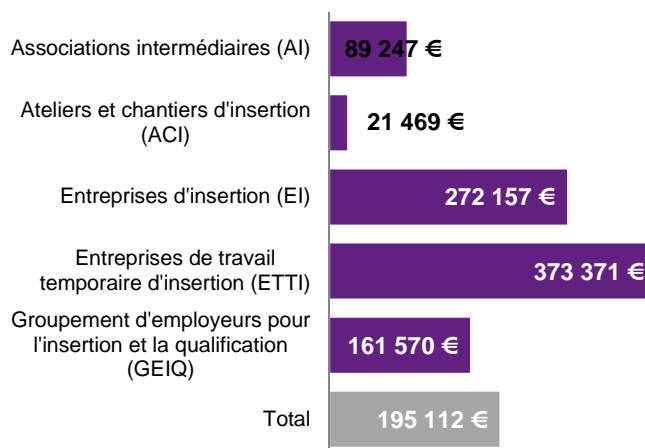 Associations intermédiaires (AI)
89 247 €
Ateliers et chantiers d'insertion
(ACI)
21 469 €
Entreprises d'insertion (EI)
272 157 €
Entreprises de travail
temporaire d'insertion (ETTI)
373 371 €
Groupement d'employeurs pour
l'insertion et la qualification
(GEIQ)
161 570 €
Total
195 112 €